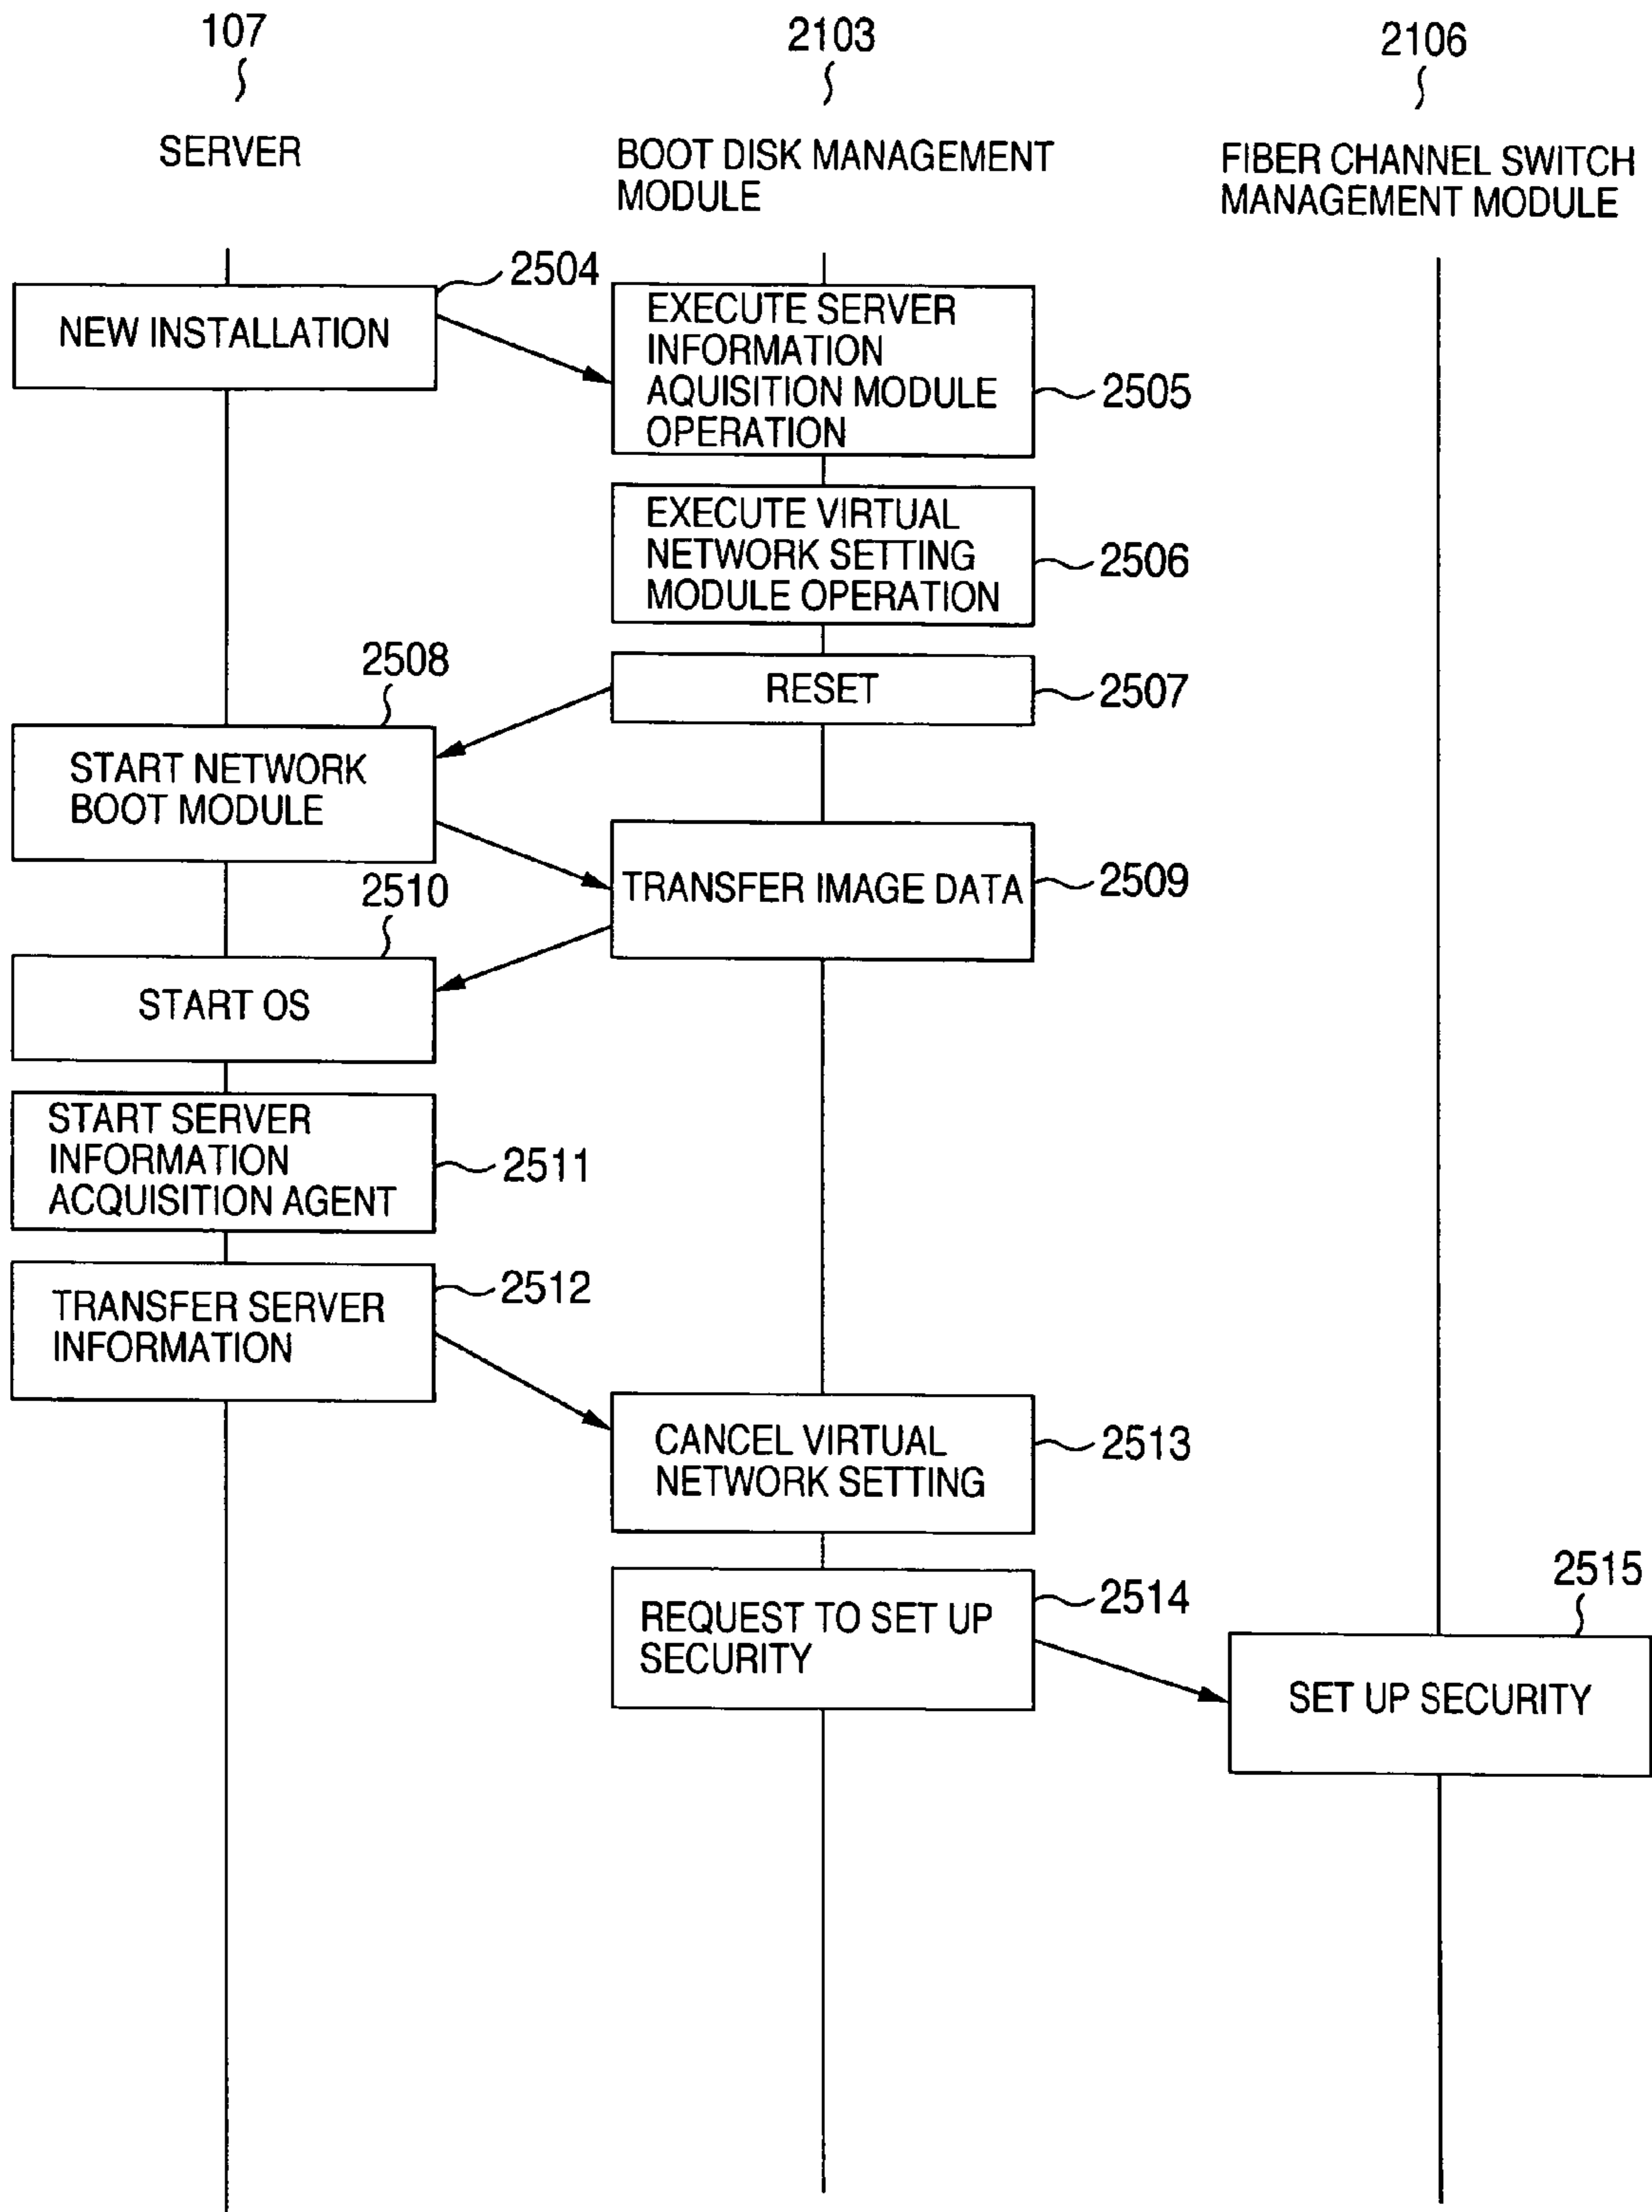 107
2103
2106
SERVER
BOOT DISK MANAGEMENT
MODULE
FIBER CHANNEL SWITCH
MANAGEMENT MODULE
NEW INSTALLATION
2504
EXECUTE SERVER
INFORMATION
AQUISITION MODULE
OPERATION
2505
EXECUTE VIRTUAL
NETWORK SETTING
MODULE OPERATION
2506
RESET
2507
2508
START NETWORK
BOOT MODULE
TRANSFER IMAGE DATA
2509
2510
START OS
START SERVER
INFORMATION
ACQUISITION AGENT
2511
TRANSFER SERVER
INFORMATION
2512
CANCEL VIRTUAL
NETWORK SETTING
2513
REQUEST TO SET UP
SECURITY
2514
2515
SET UP SECURITY